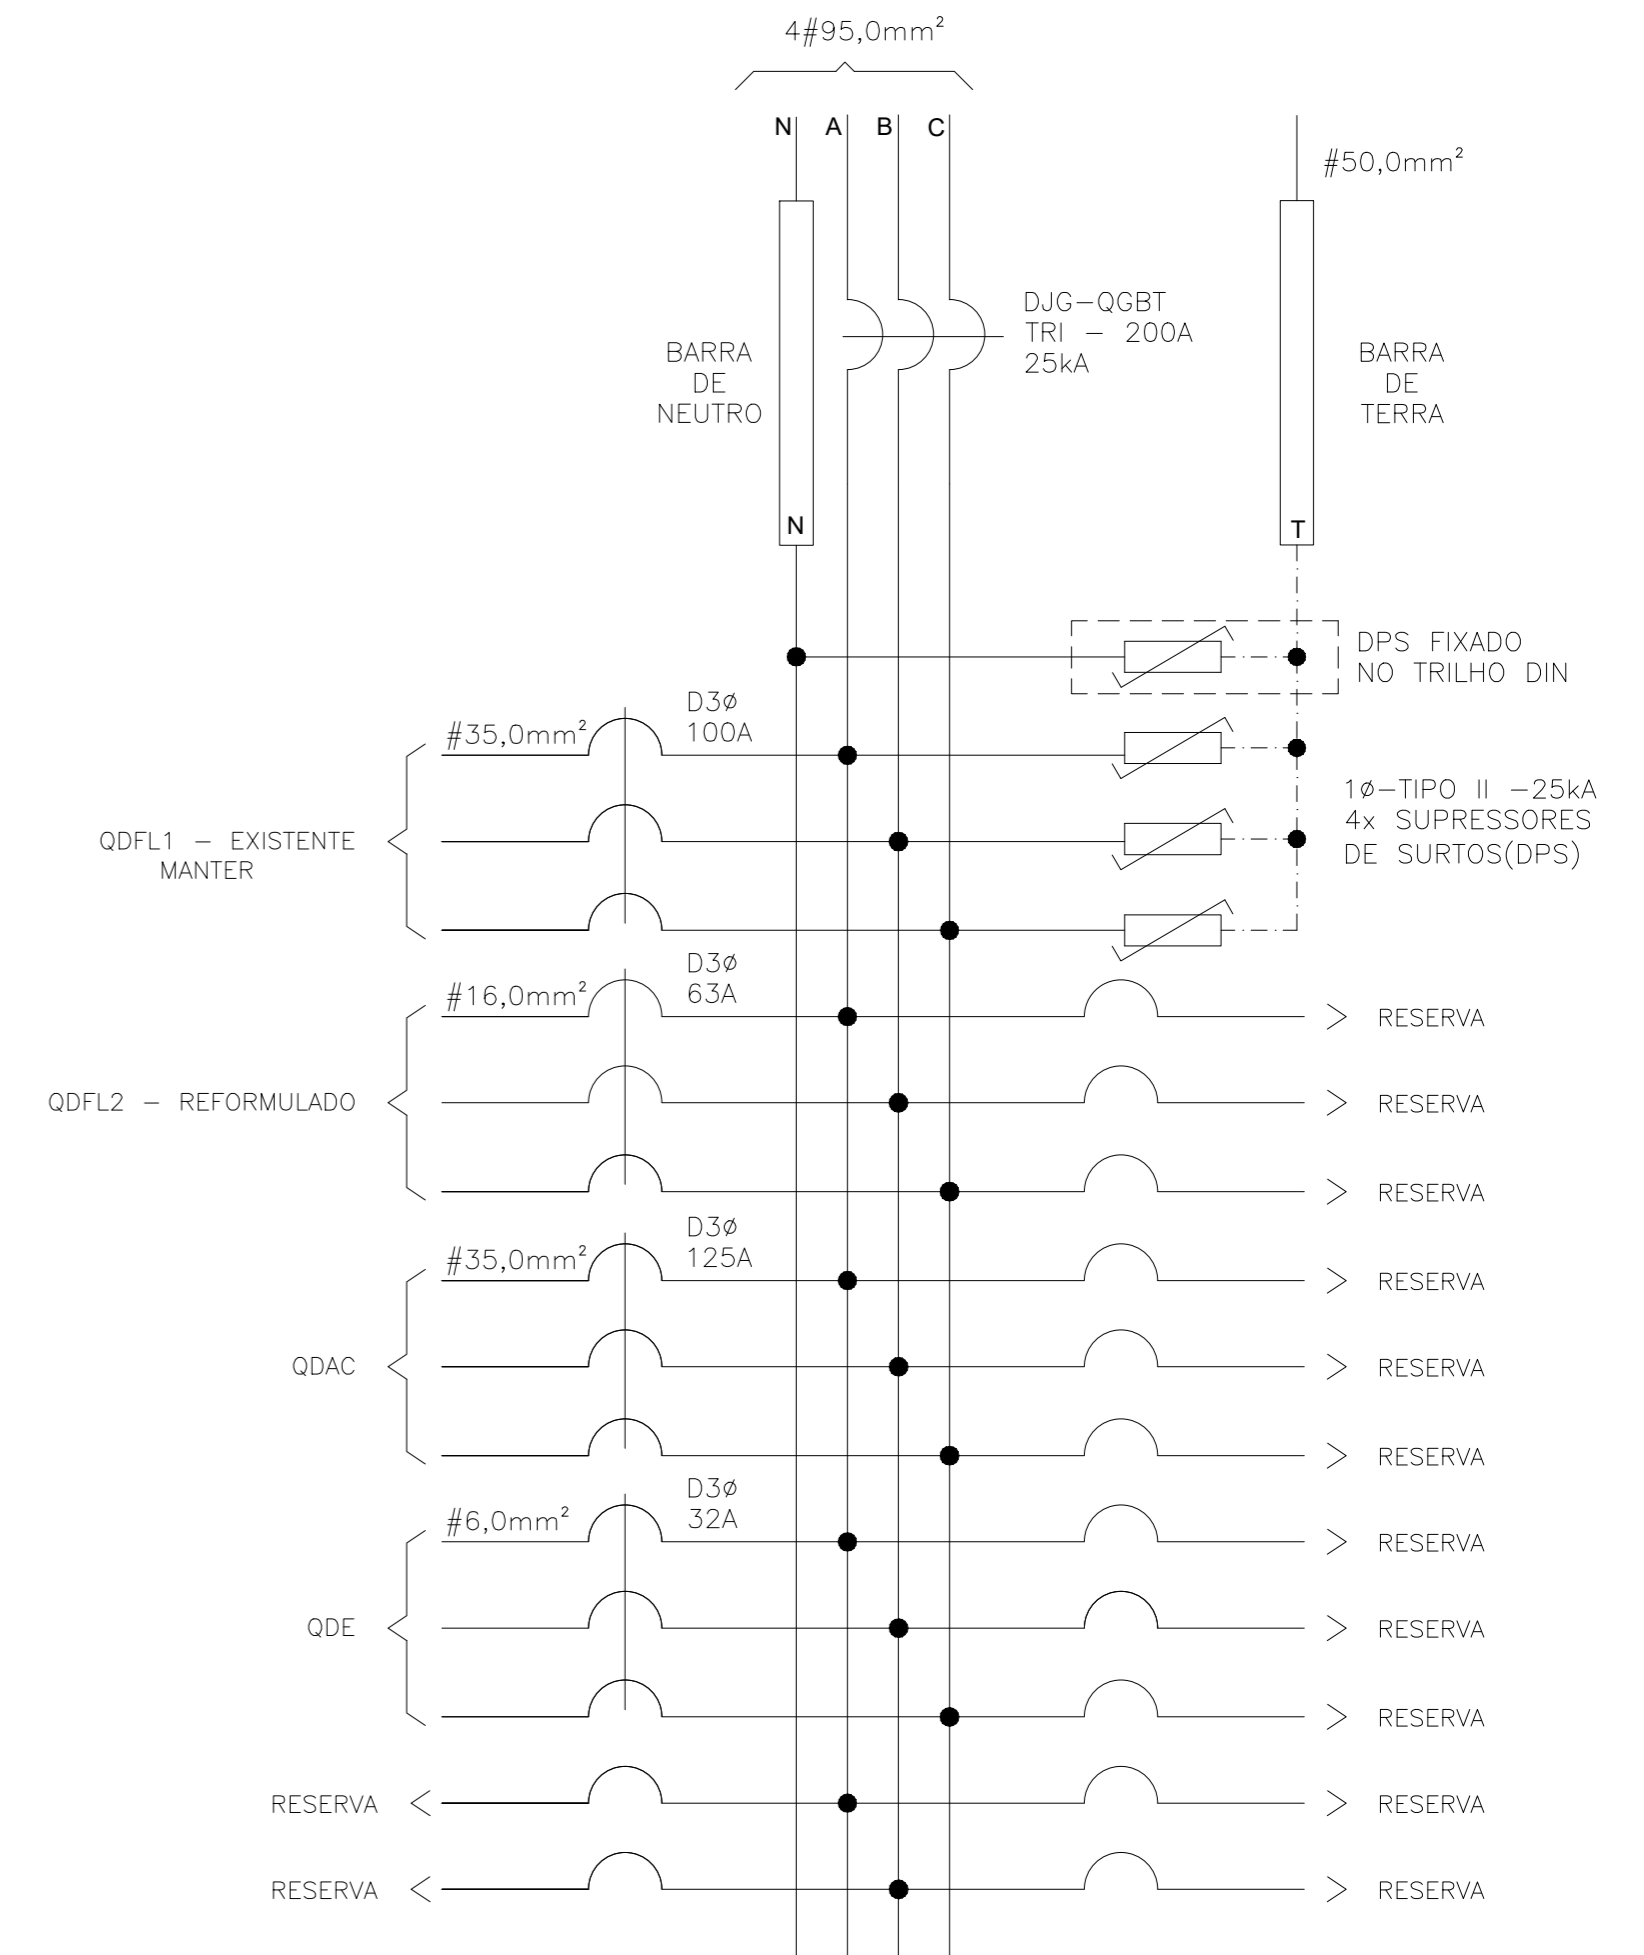 4#95,0mm²
N A B C
#50,0mm²
DJG-QGBT
TRI - 200A
25kA
BARRA
DE
NEUTRO
BARRA
DE
TERRA
N
T
DPS FIXADO
NO TRILHO DIN
D3ø
100A
#35,0mm²
1ø-TIPO II -25kA
4x SUPRESSORES
DE SURTOS(DPS)
QDFL1 - EXISTENTE
MANTER
D3ø
63A
#16,0mm²
RESERVA
QDFL2 - REFORMULADO
RESERVA
RESERVA
D3ø
125A
#35,0mm²
RESERVA
QDAC
RESERVA
RESERVA
D3ø
32A
#6,0mm²
RESERVA
QDE
RESERVA
RESERVA
RESERVA
RESERVA
RESERVA
RESERVA